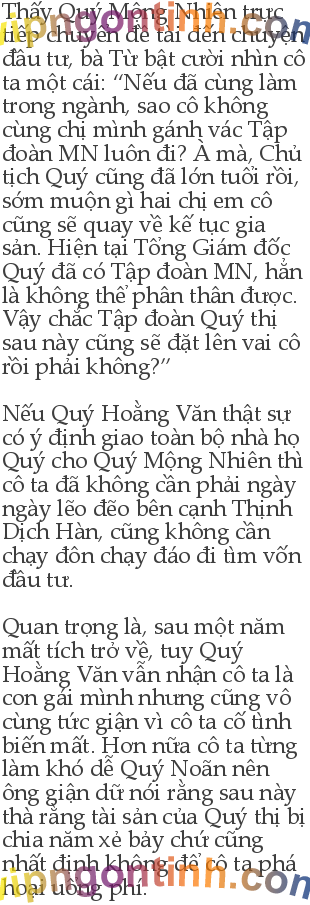 Thấy Quý Mộng Nhiên trực
tiếp chuyển đề tài đến chuyện
đầu tư, bà Từ bật cười nhìn cô
ta một cái: “Nếu đã cùng làm
trong ngành, sao cô không
cùng chị mình gánh vác Tập
đoàn MN luôn đi? À mà, Chủ
tịch Quý cũng đã lớn tuổi rồi,
sớm muộn gì hai chị em cô
cũng sẽ quay về kế tục gia
sản. Hiện tại Tổng Giám đốc
Quý đã có Tập đoàn MN, hẳn
là không thể phân thân được.
Vậy chắc Tập đoàn Quý thị
sau này cũng sẽ đặt lên vai cô
rồi phải không?”
Nếu Quý Hoằng Văn thật sự
có ý định giao toàn bộ nhà họ
Quý cho Quý Mộng Nhiên thì
cô ta đã không cần phải ngày
ngày lẽo đẽo bên cạnh Thịnh
Dịch Hàn, cũng không cần
chạy đôn chạy đáo đi tìm vốn
đầu tư.
Quan trọng là, sau một năm
mất tích trở về, tuy Quý
Hoằng Văn vẫn nhận cô ta là
con gái mình nhưng cũng vô
cùng tức giận vì cô ta cố tình
biến mất. Hơn nữa cô ta từng
làm khó dễ Quý Noãn nên
ông giận dữ nói rằng sau này
thà rằng tài sản của Quý thị bị
chia năm xẻ bảy chứ cũng
nhất định không để cô ta phá
hoại uổng phí.
vipngontinh.com
vipngontinh.com